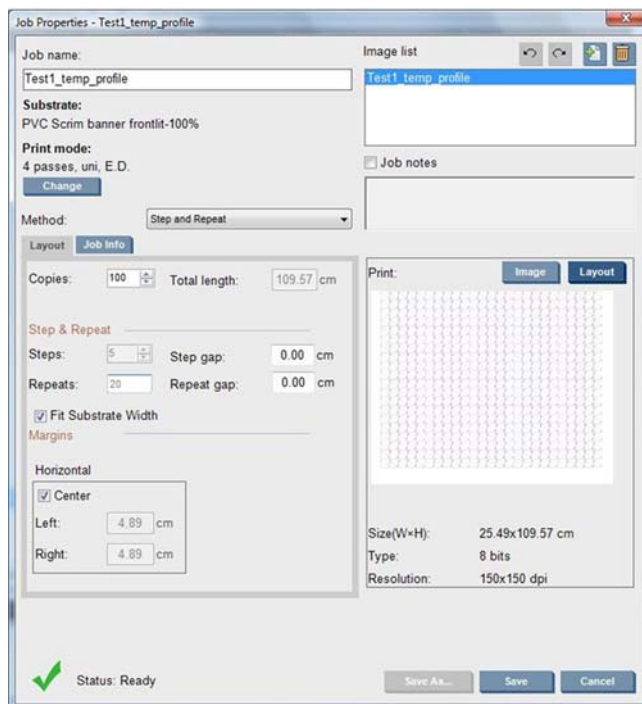 Job Properties - Test1_temp_profile
Job name:
Test1_temp_profile
Substrate:
PVC Scrim banner frontlit-100%
Print mode:
4 passes, uni, E.D.
Change
Method: Step and Repeat
Image list
Test1_temp_profile
Job notes
Layout Job Info
Copies: 100 Total length: 109.57 cm
Step & Repeat
Steps: 5 Step gap: 0.00 cm
Repeats: 20 Repeat gap: 0.00 cm
Fit Substrate Width
Margins
Horizontal
Center
Left: 4.89 cm
Right: 4.89 cm
Print: Image Layout
Size(W×H): 25.49x109.57 cm
Type: 8 bits
Resolution: 150x150 dpi
Status: Ready
Save As... Save Cancel